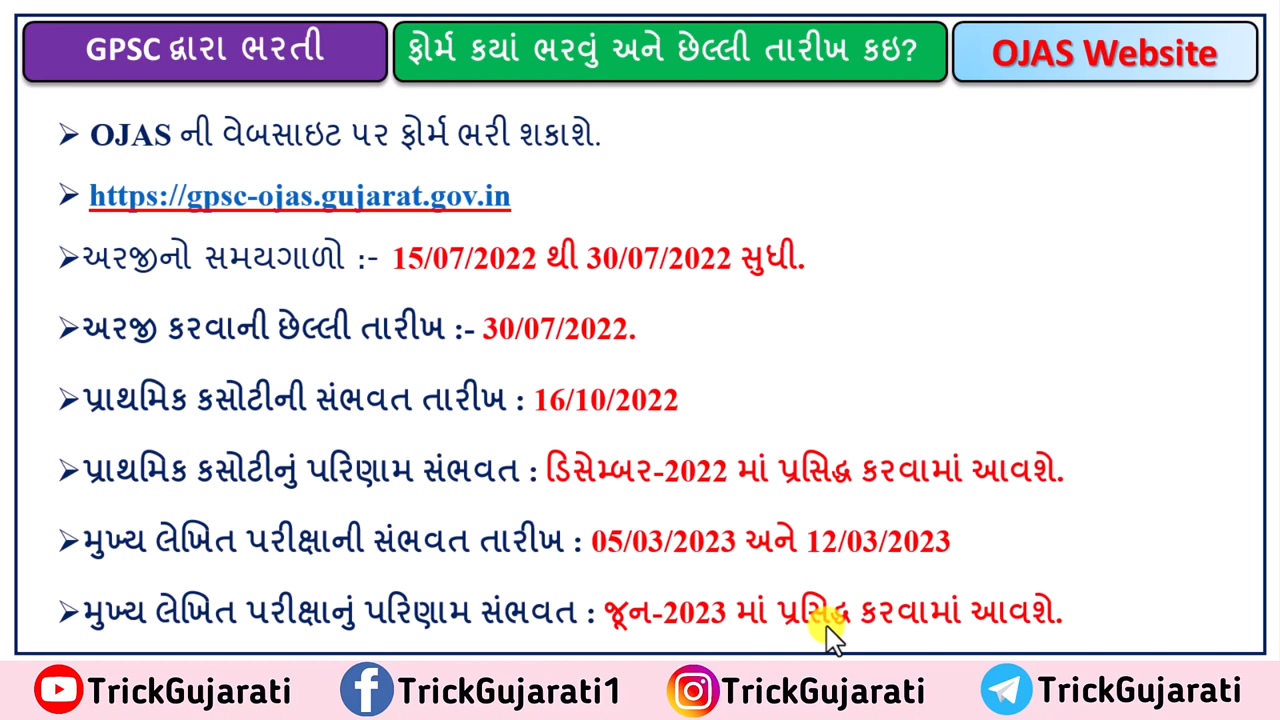 GPSC દ્વારા ભરતી
ફોર્મ કયાં ભરવું અને છેલ્લી તારીખ કઇ?
OJAS Website
➢ OJAS ની વેબસાઇટ પર ફોર્મ ભરી શકાશે.
➢ https://gpsc-ojas.gujarat.gov.in
➢અરજીનો સમયગાળો :- 15/07/2022 થી 30/07/2022 સુધી.
➢અરજી કરવાની છેલ્લી તારીખ :- 30/07/2022.
➢પ્રાથમિક કસોટીની સંભવત તારીખ : 16/10/2022
➢પ્રાથમિક કસોટીનું પરિણામ સંભવત : ડિસેમ્બર-2022 માં પ્રસિદ્ધ કરવામાં આવશે.
➢મુખ્ય લેખિત પરીક્ષાની સંભવત તારીખ : 05/03/2023 અને 12/03/2023
➢મુખ્ય લેખિત પરીક્ષાનું પરિણામ સંભવત : જૂન-2023 માં પ્રસિદ્ધ કરવામાં આવશે.
TrickGujarati
TrickGujarati1
TrickGujarati
TrickGujarati